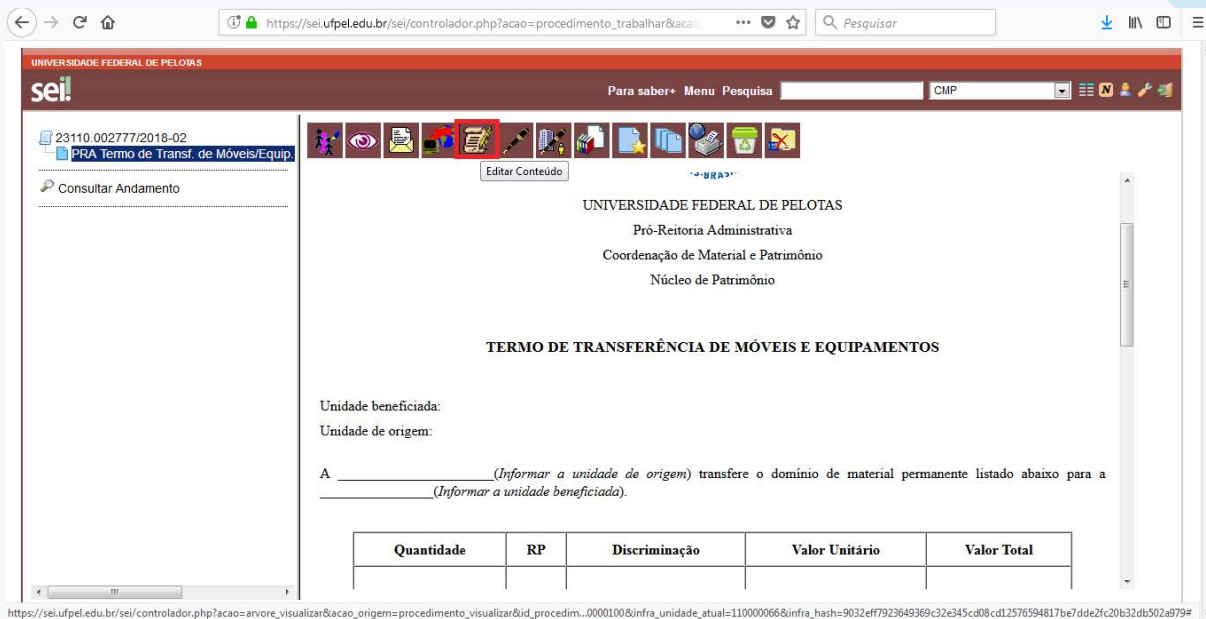 https://sei.ufpel.edu.br/sei/controlador.php?acao=procedimento_trabalhar&acao
Pesquisar
UNIVERSIDADE FEDERAL DE PELOTAS
sei!
Para saber+ Menu Pesquisa
CMP
23110.002777/2018-02
PRA Termo de Transf. de Móveis/Equip.
Consultar Andamento
Editar Conteúdo
UNIVERSIDADE FEDERAL DE PELOTAS
Pró-Reitoria Administrativa
Coordenação de Material e Patrimônio
Núcleo de Patrimônio
TERMO DE TRANSFERÊNCIA DE MÓVEIS E EQUIPAMENTOS
Unidade beneficiada:
Unidade de origem:
A ______________________(Informar a unidade de origem) transfere o domínio de material permanente listado abaixo para a
________________(Informar a unidade beneficiada).
Quantidade RP Discriminação Valor Unitário Valor Total
https://sei.ufpel.edu.br/sei/controlador.php?acao=arvore_visualizar&acao_origem=procedimento_visualizar&id_procedim...0000100&infra_unidade_atual=110000066&infra_hash=9032eff7923649369c32e345cd08cd12576594817be7dde2fc20b32db502a979#